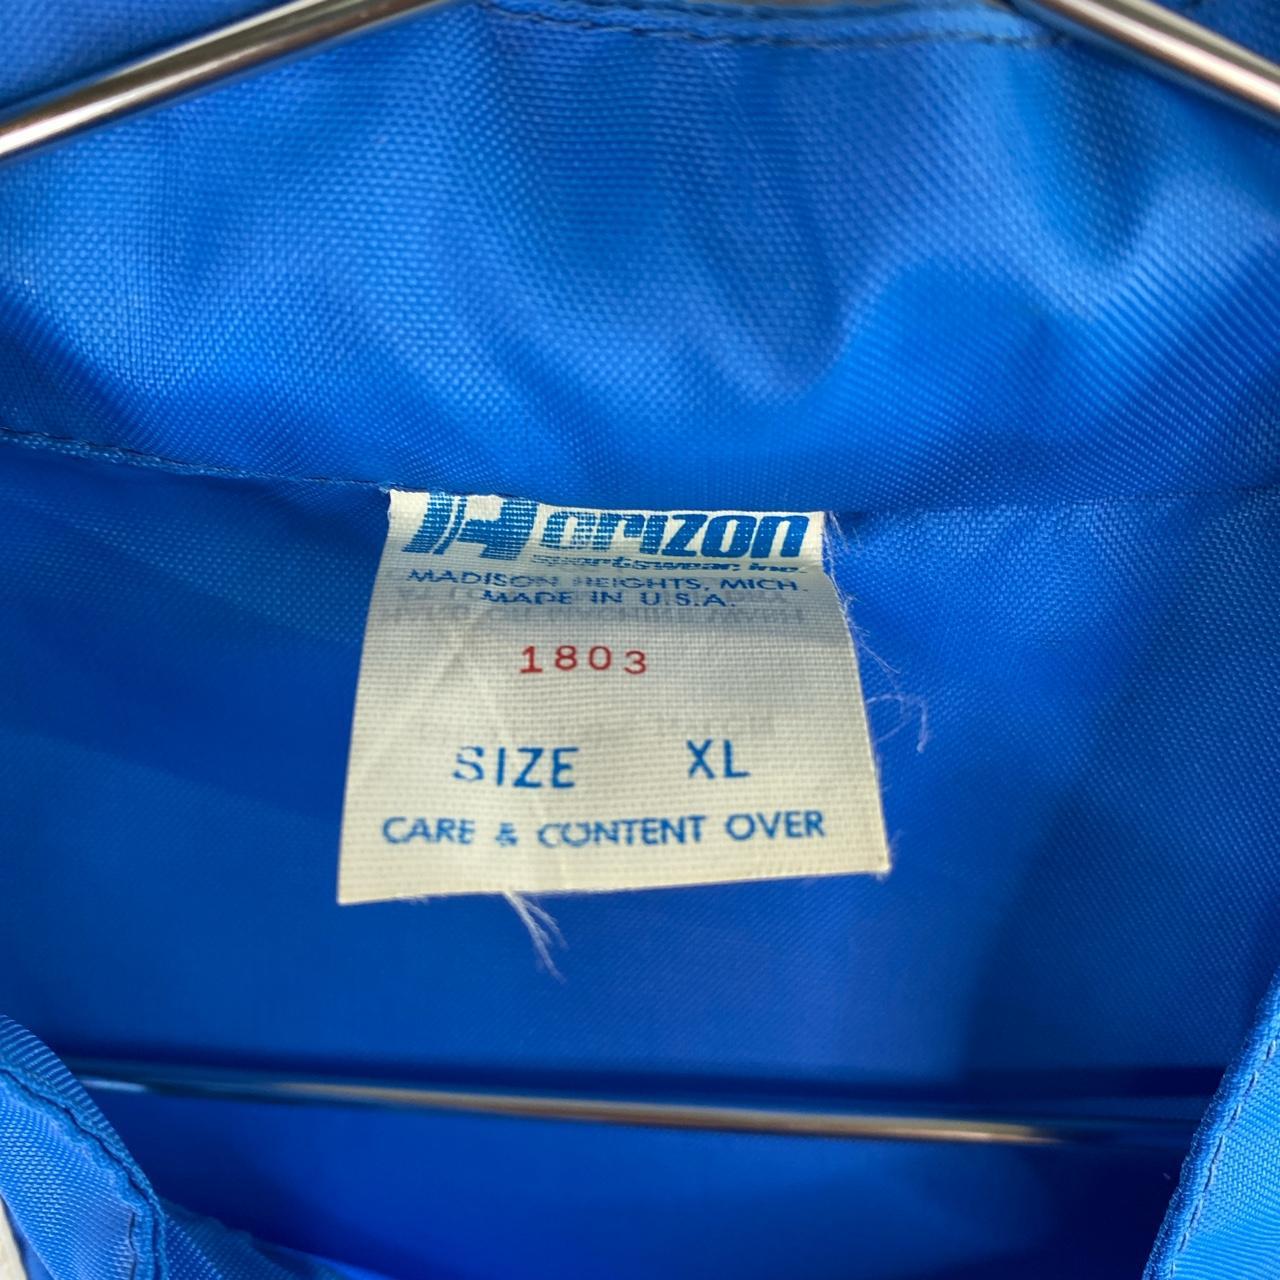 Horizon
sportswear, inc.
MADISON HEIGHTS, MICH.
MADE IN U.S.A.
1803
SIZE XL
CARE & CONTENT OVER